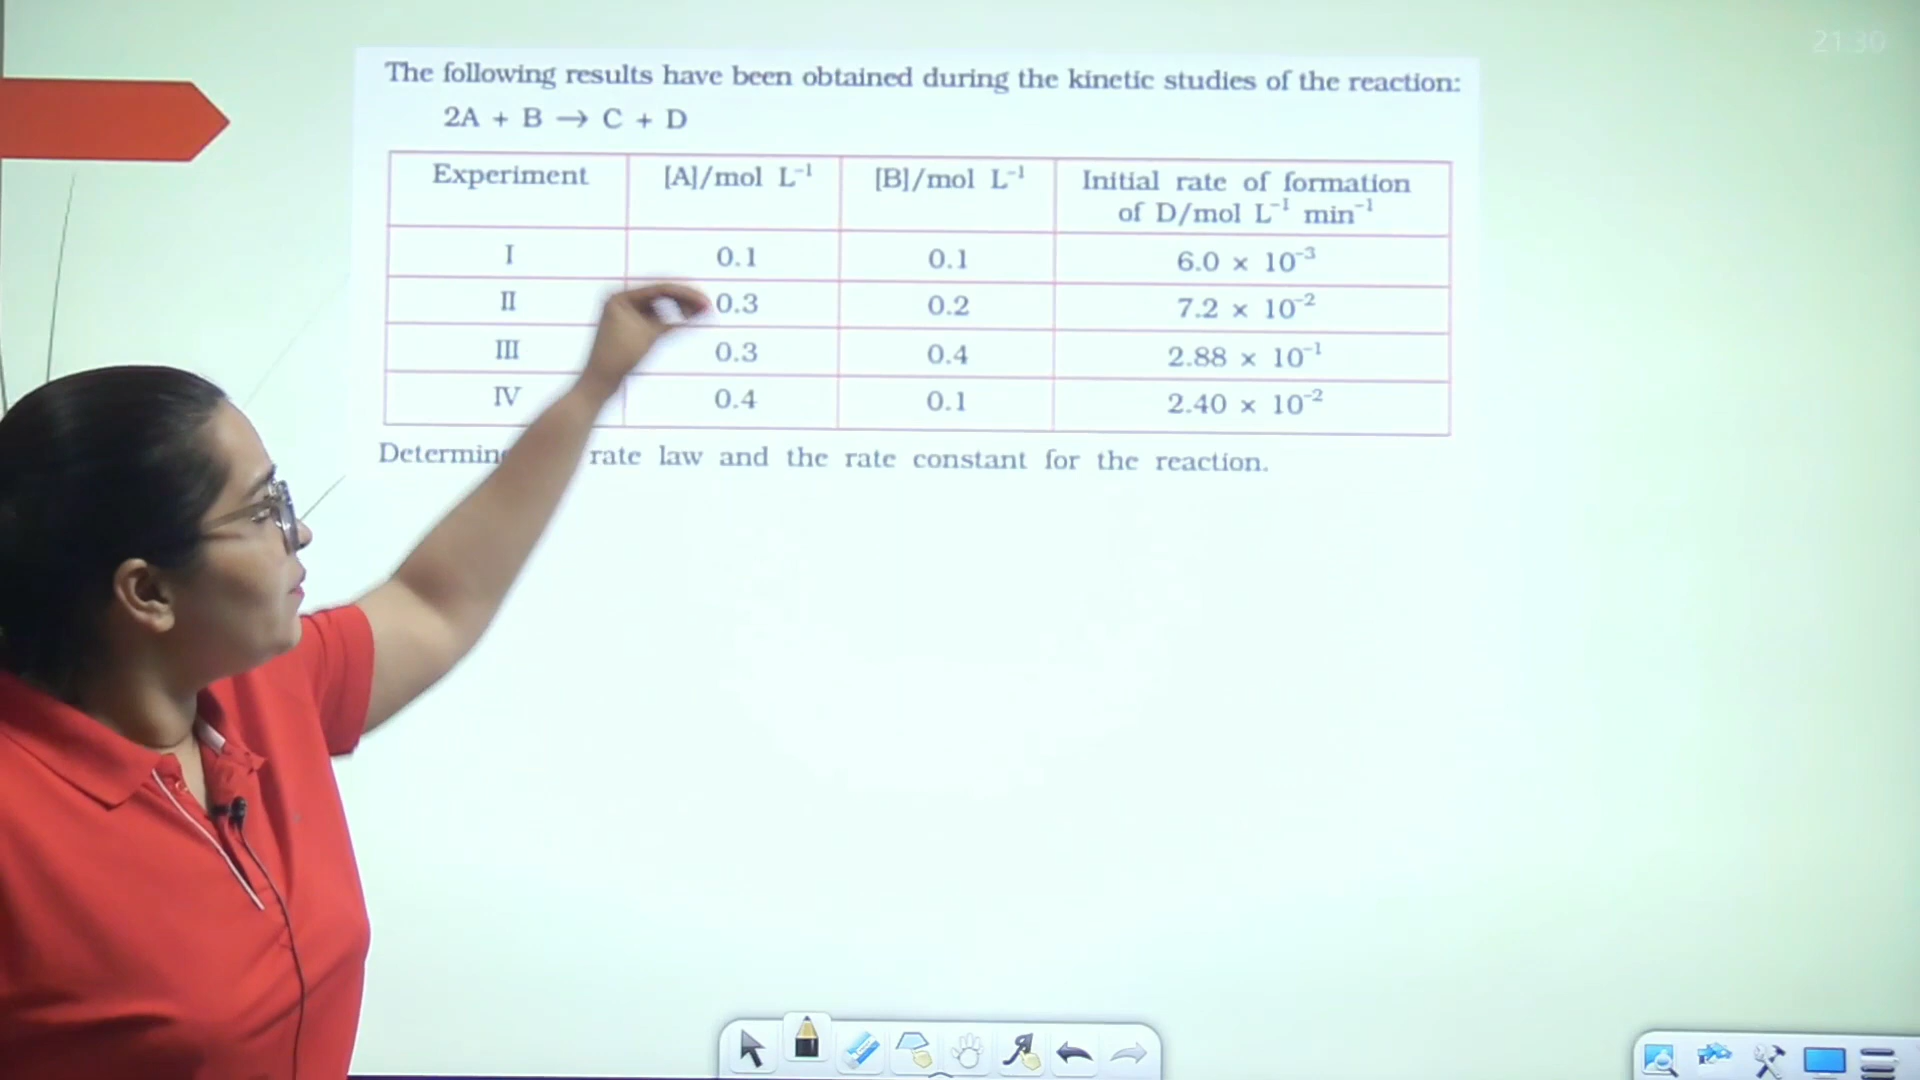 21:30
The following results have been obtained during the kinetic studies of the reaction:
2A + B → C + D
Experiment [A]/mol L⁻¹ [B]/mol L⁻¹ Initial rate of formation of D/mol L⁻¹ min⁻¹
I 0.1 0.1 6.0 × 10⁻³
II 0.3 0.2 7.2 × 10⁻²
III 0.3 0.4 2.88 × 10⁻¹
IV 0.4 0.1 2.40 × 10⁻²
Determin rate law and the rate constant for the reaction.